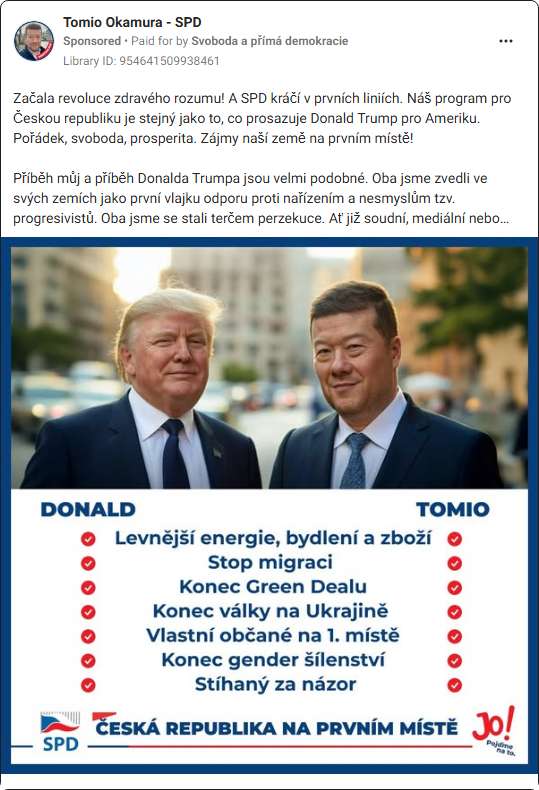 Tomio Okamura - SPD
Sponsored • Paid for by Svoboda a přímá demokracie
Library ID: 954641509938461
Začala revoluce zdravého rozumu! A SPD kráčí v prvních liniích. Náš program pro
Českou republiku je stejný jako to, co prosazuje Donald Trump pro Ameriku.
Pořádek, svoboda, prosperita. Zájmy naší země na prvním místě!
Příběh můj a příběh Donalda Trumpa jsou velmi podobné. Oba jsme zvedli ve
svých zemích jako první vlajku odporu proti nařízením a nesmyslům tzv.
progresivistů. Oba jsme se stali terčem perzekuce. Ať již soudní, mediální nebo...
DONALD TOMIO
Levnější energie, bydlení a zboží
Stop migraci
Konec Green Dealu
Konec války na Ukrajině
Vlastní občané na 1. místě
Konec gender šílenství
Stíhaný za názor
SPD
ČESKÁ REPUBLIKA NA PRVNÍM MÍSTĚ
Jo!
Pojďme
na to.